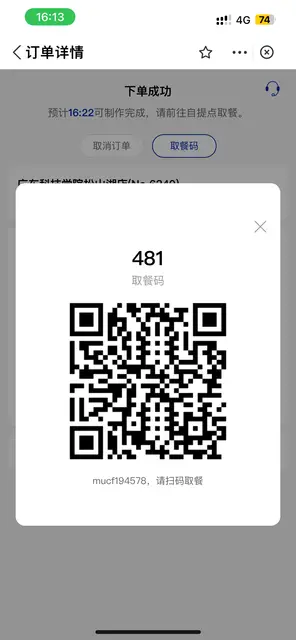 16:13
4G 74
订单详情
下单成功
预计16:22可制作完成，请前往自提点取餐。
取消订单 取餐码
481
取餐码
mucf194578，请扫码取餐